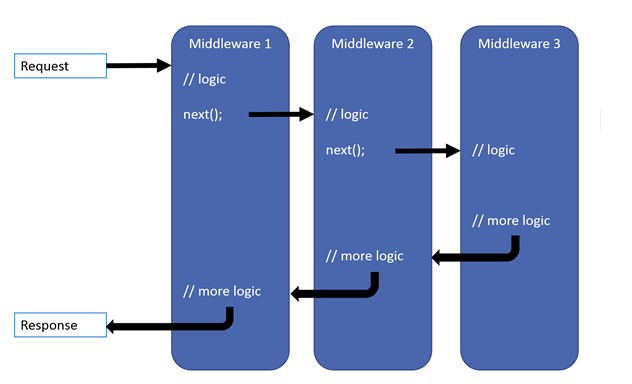 Middleware 1
Middleware 2
Middleware 3
Request
// logic
next();
// logic
next();
// logic
// more logic
// more logic
// more logic
Response